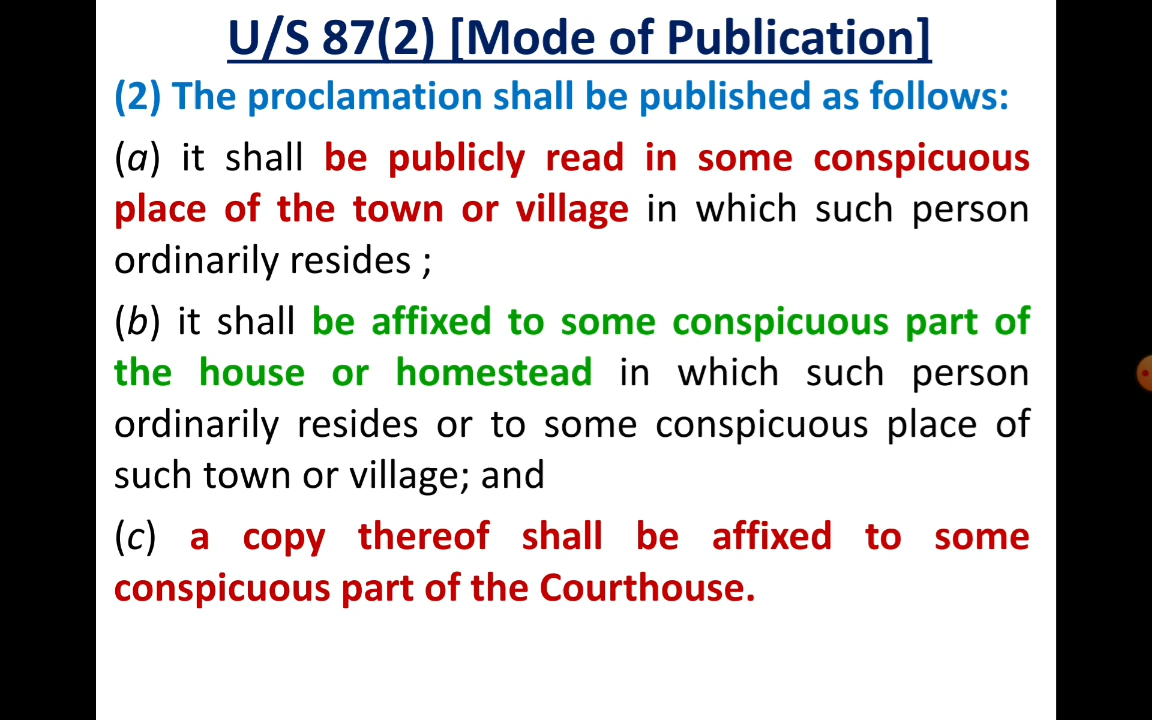 U/S 87(2) [Mode of Publication]
(2) The proclamation shall be published as follows:
(a) it shall be publicly read in some conspicuous
place of the town or village in which such person
ordinarily resides ;
(b) it shall be affixed to some conspicuous part of
the house or homestead in which such person
ordinarily resides or to some conspicuous place of
such town or village; and
(c) a copy thereof shall be affixed to some
conspicuous part of the Courthouse.